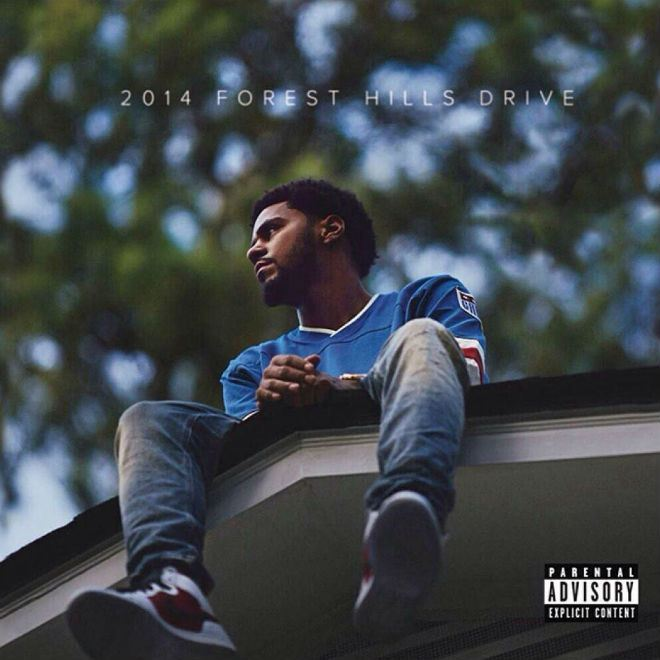 2014 FOREST HILLS DRIVE
PARENTAL
ADVISORY
EXPLICIT CONTENT